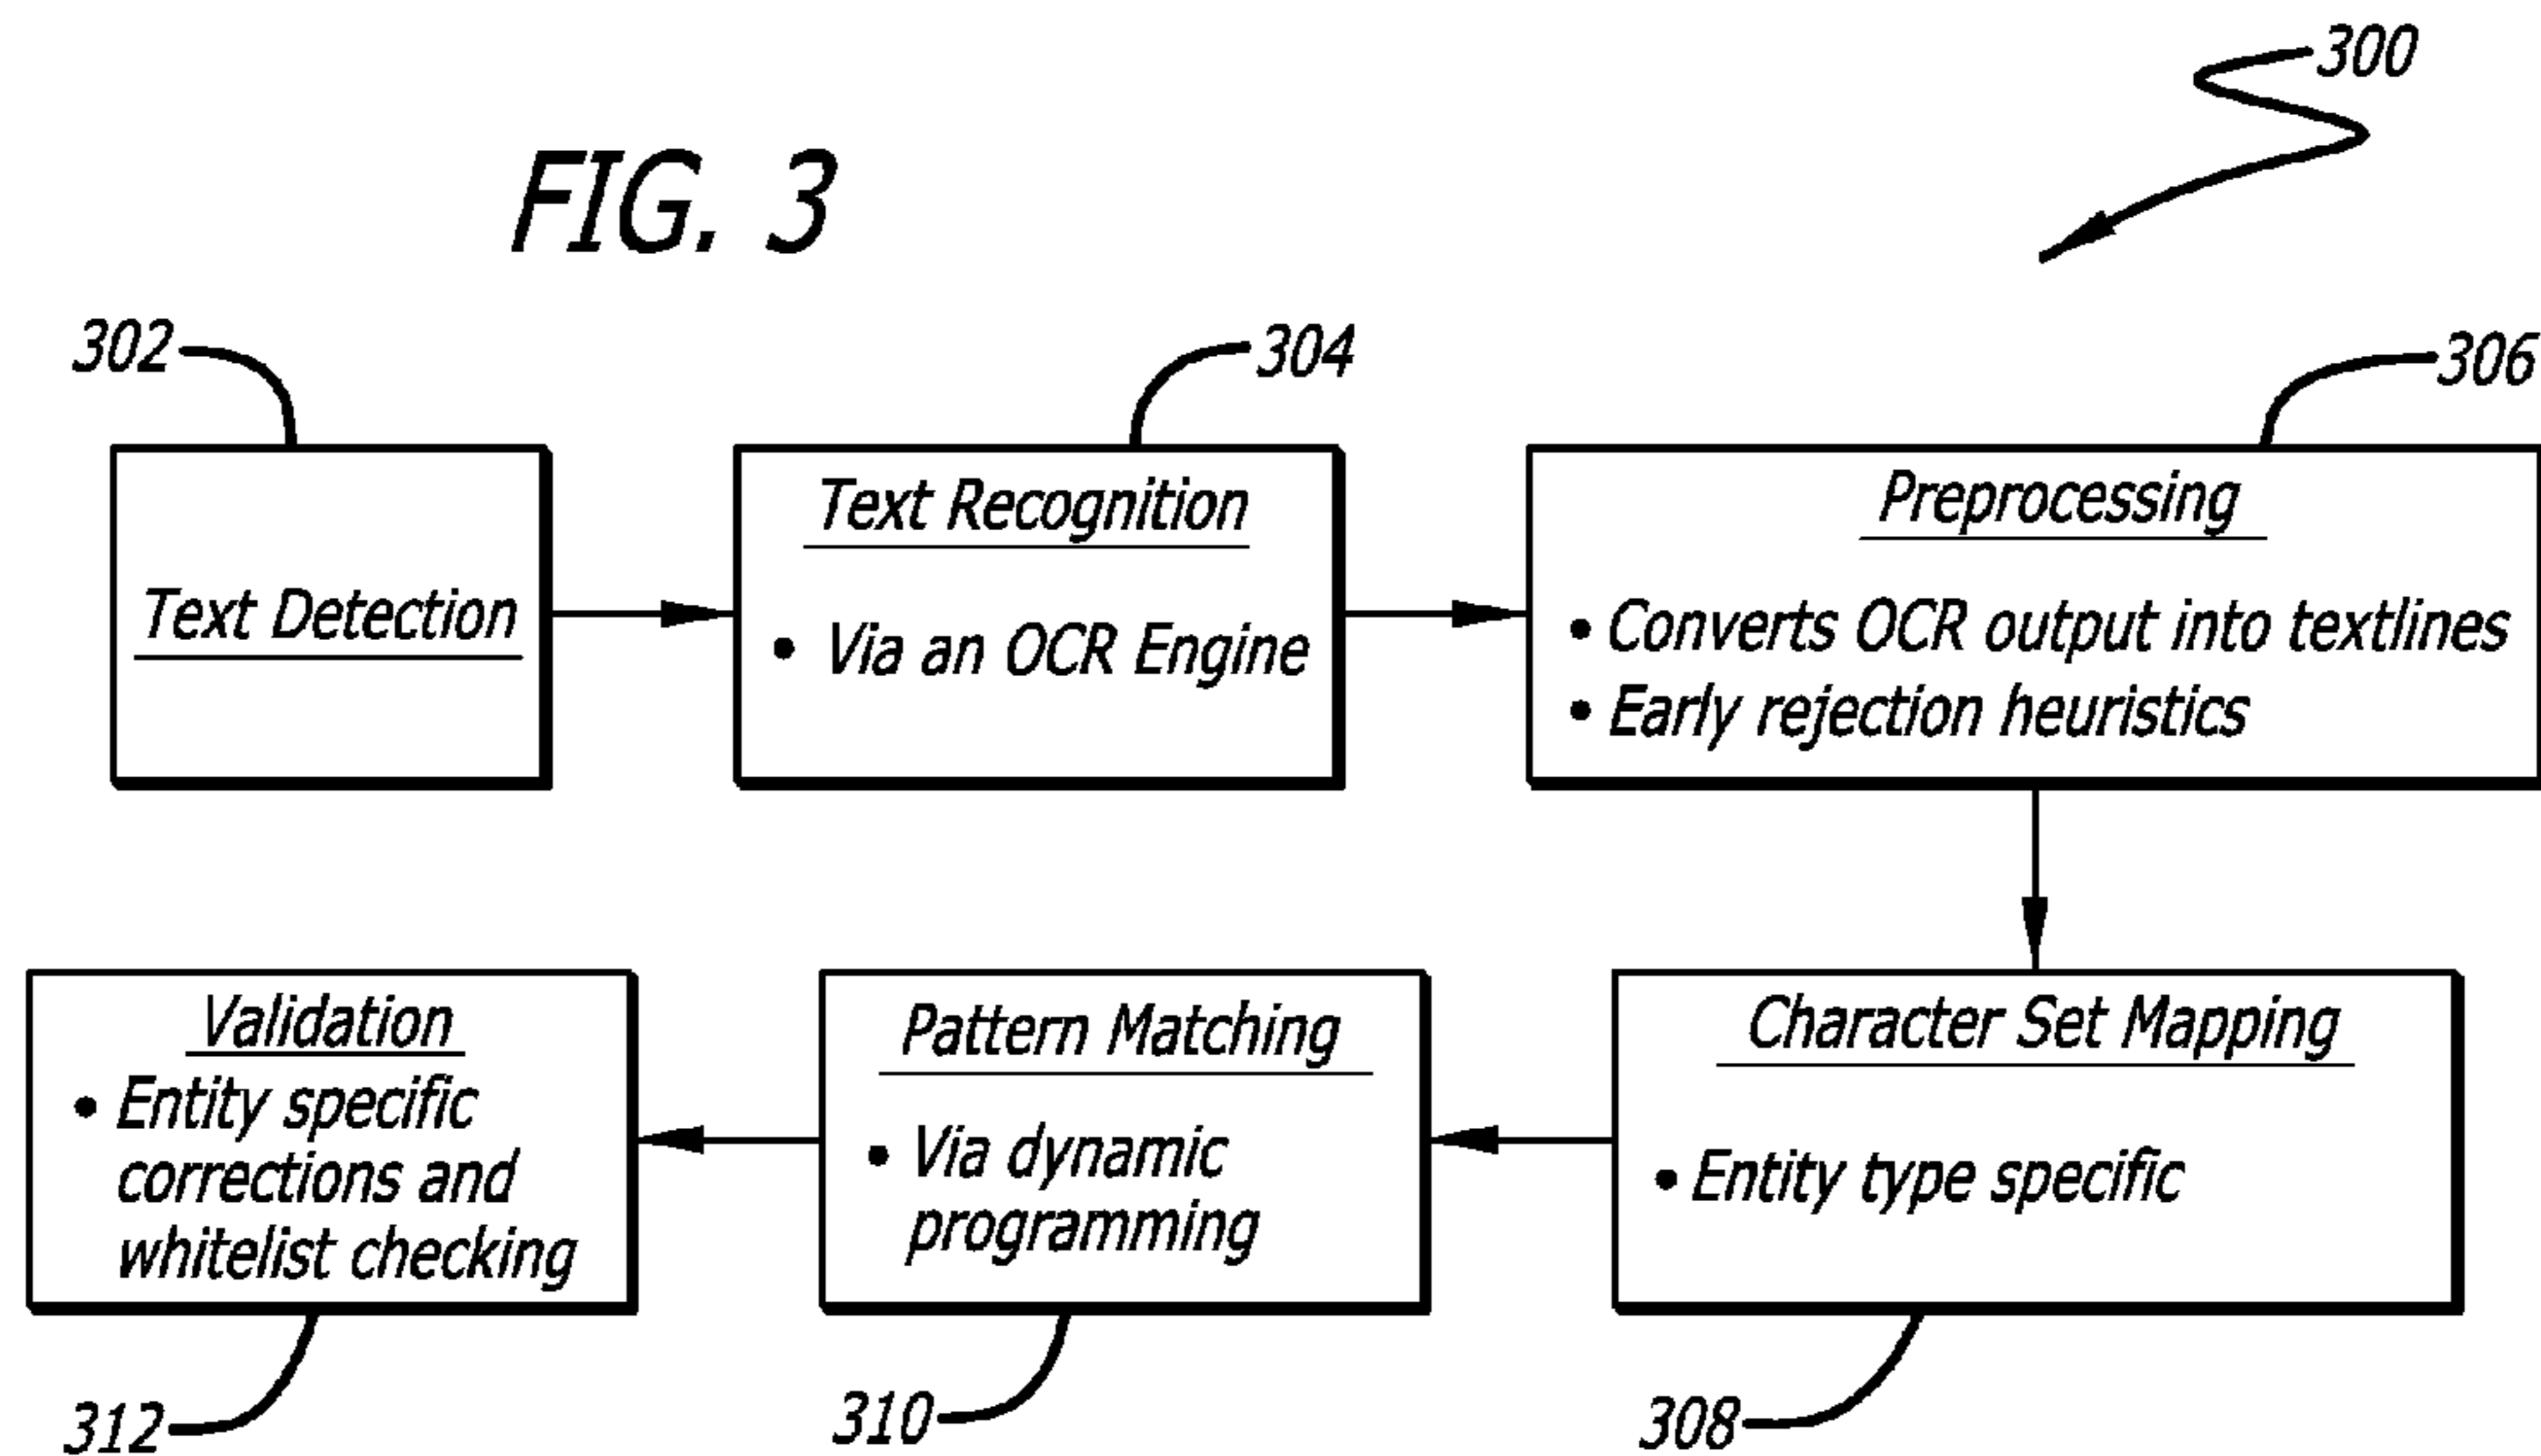 300
FIG. 3
302
304
306
Text Detection
Text Recognition
• Via an OCR Engine
Preprocessing
• Converts OCR output into textlines
• Early rejection heuristics
Validation
• Entity specific
corrections and
whitelist checking
Pattern Matching
• Via dynamic
programming
Character Set Mapping
• Entity type specific
312
310
308